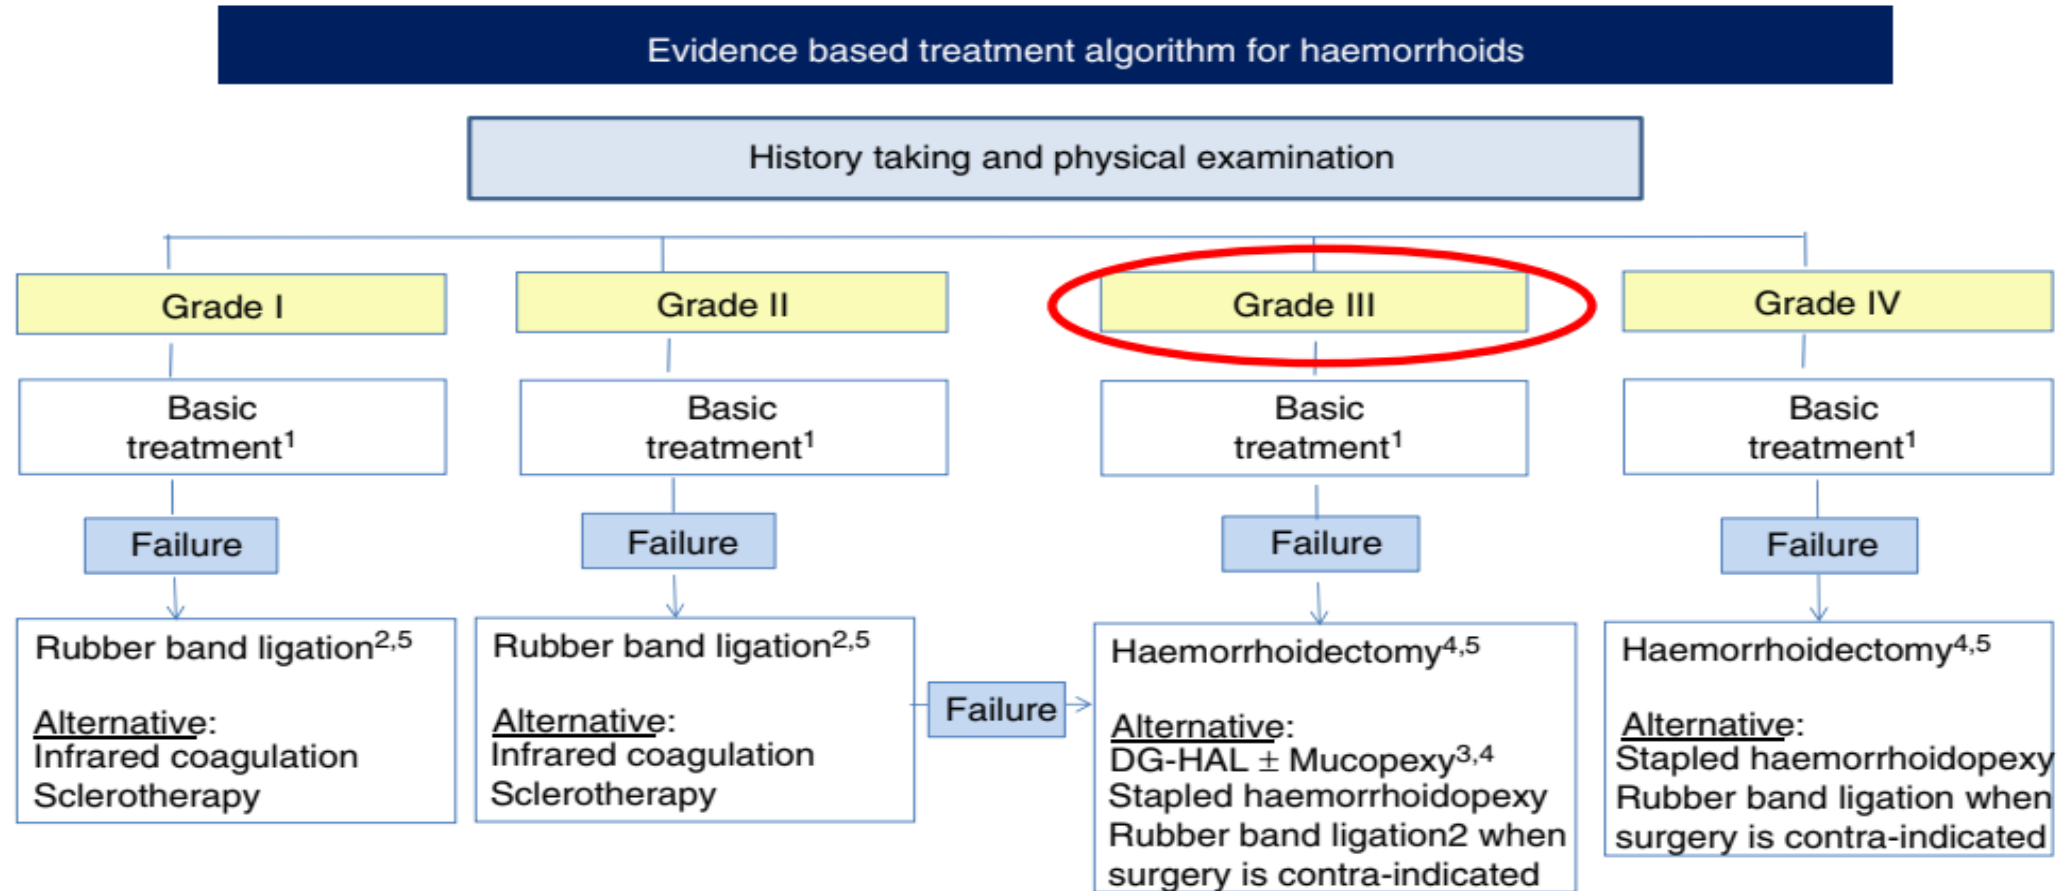 Evidence based treatment algorithm for haemorrhoids
History taking and physical examination
Grade I
Grade II
Grade III
Grade IV
Basic
treatment¹
Basic
treatment¹
Basic
treatment¹
Basic
treatment¹
Failure
Failure
Failure
Failure
Rubber band ligation²,⁵
Alternative:
Infrared coagulation
Sclerotherapy
Rubber band ligation²,⁵
Alternative:
Infrared coagulation
Sclerotherapy
Failure
Haemorrhoidectomy⁴,⁵
Alternative:
DG-HAL ± Mucopexy³,⁴
Stapled haemorrhoidopexy
Rubber band ligation2 when
surgery is contra-indicated
Haemorrhoidectomy⁴,⁵
Alternative:
Stapled haemorrhoidopexy
Rubber band ligation when
surgery is contra-indicated